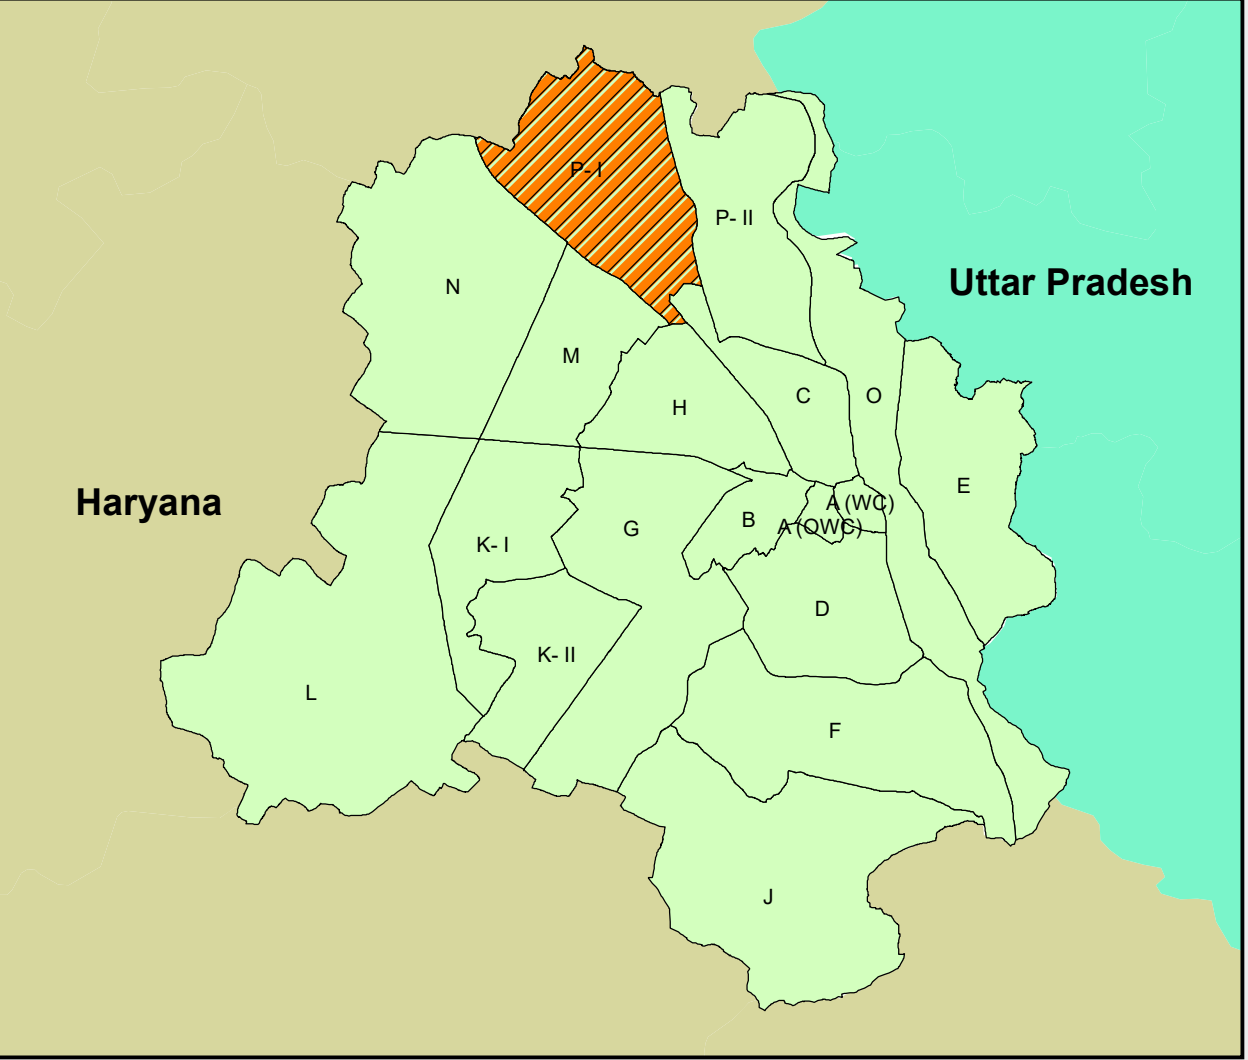 P- I
P- II
Uttar Pradesh
N
M
C
O
H
E
Haryana
A (WC)
B
A (OWC)
G
K- I
D
K- II
L
F
J